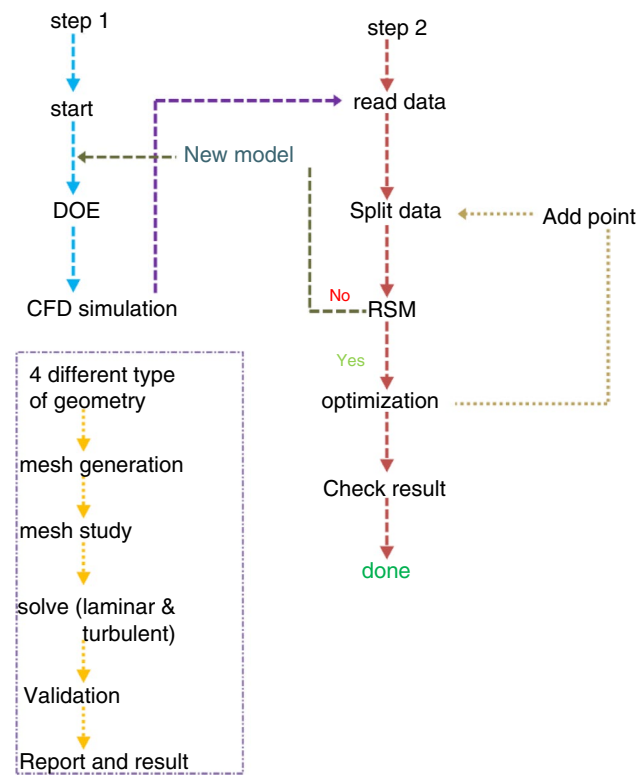 step 1
start
New model
DOE
CFD simulation
4 different type
of geometry
mesh generation
mesh study
solve (laminar &
turbulent)
Validation
Report and result
step 2
read data
Split data
Add point
No
RSM
Yes
optimization
Check result
done